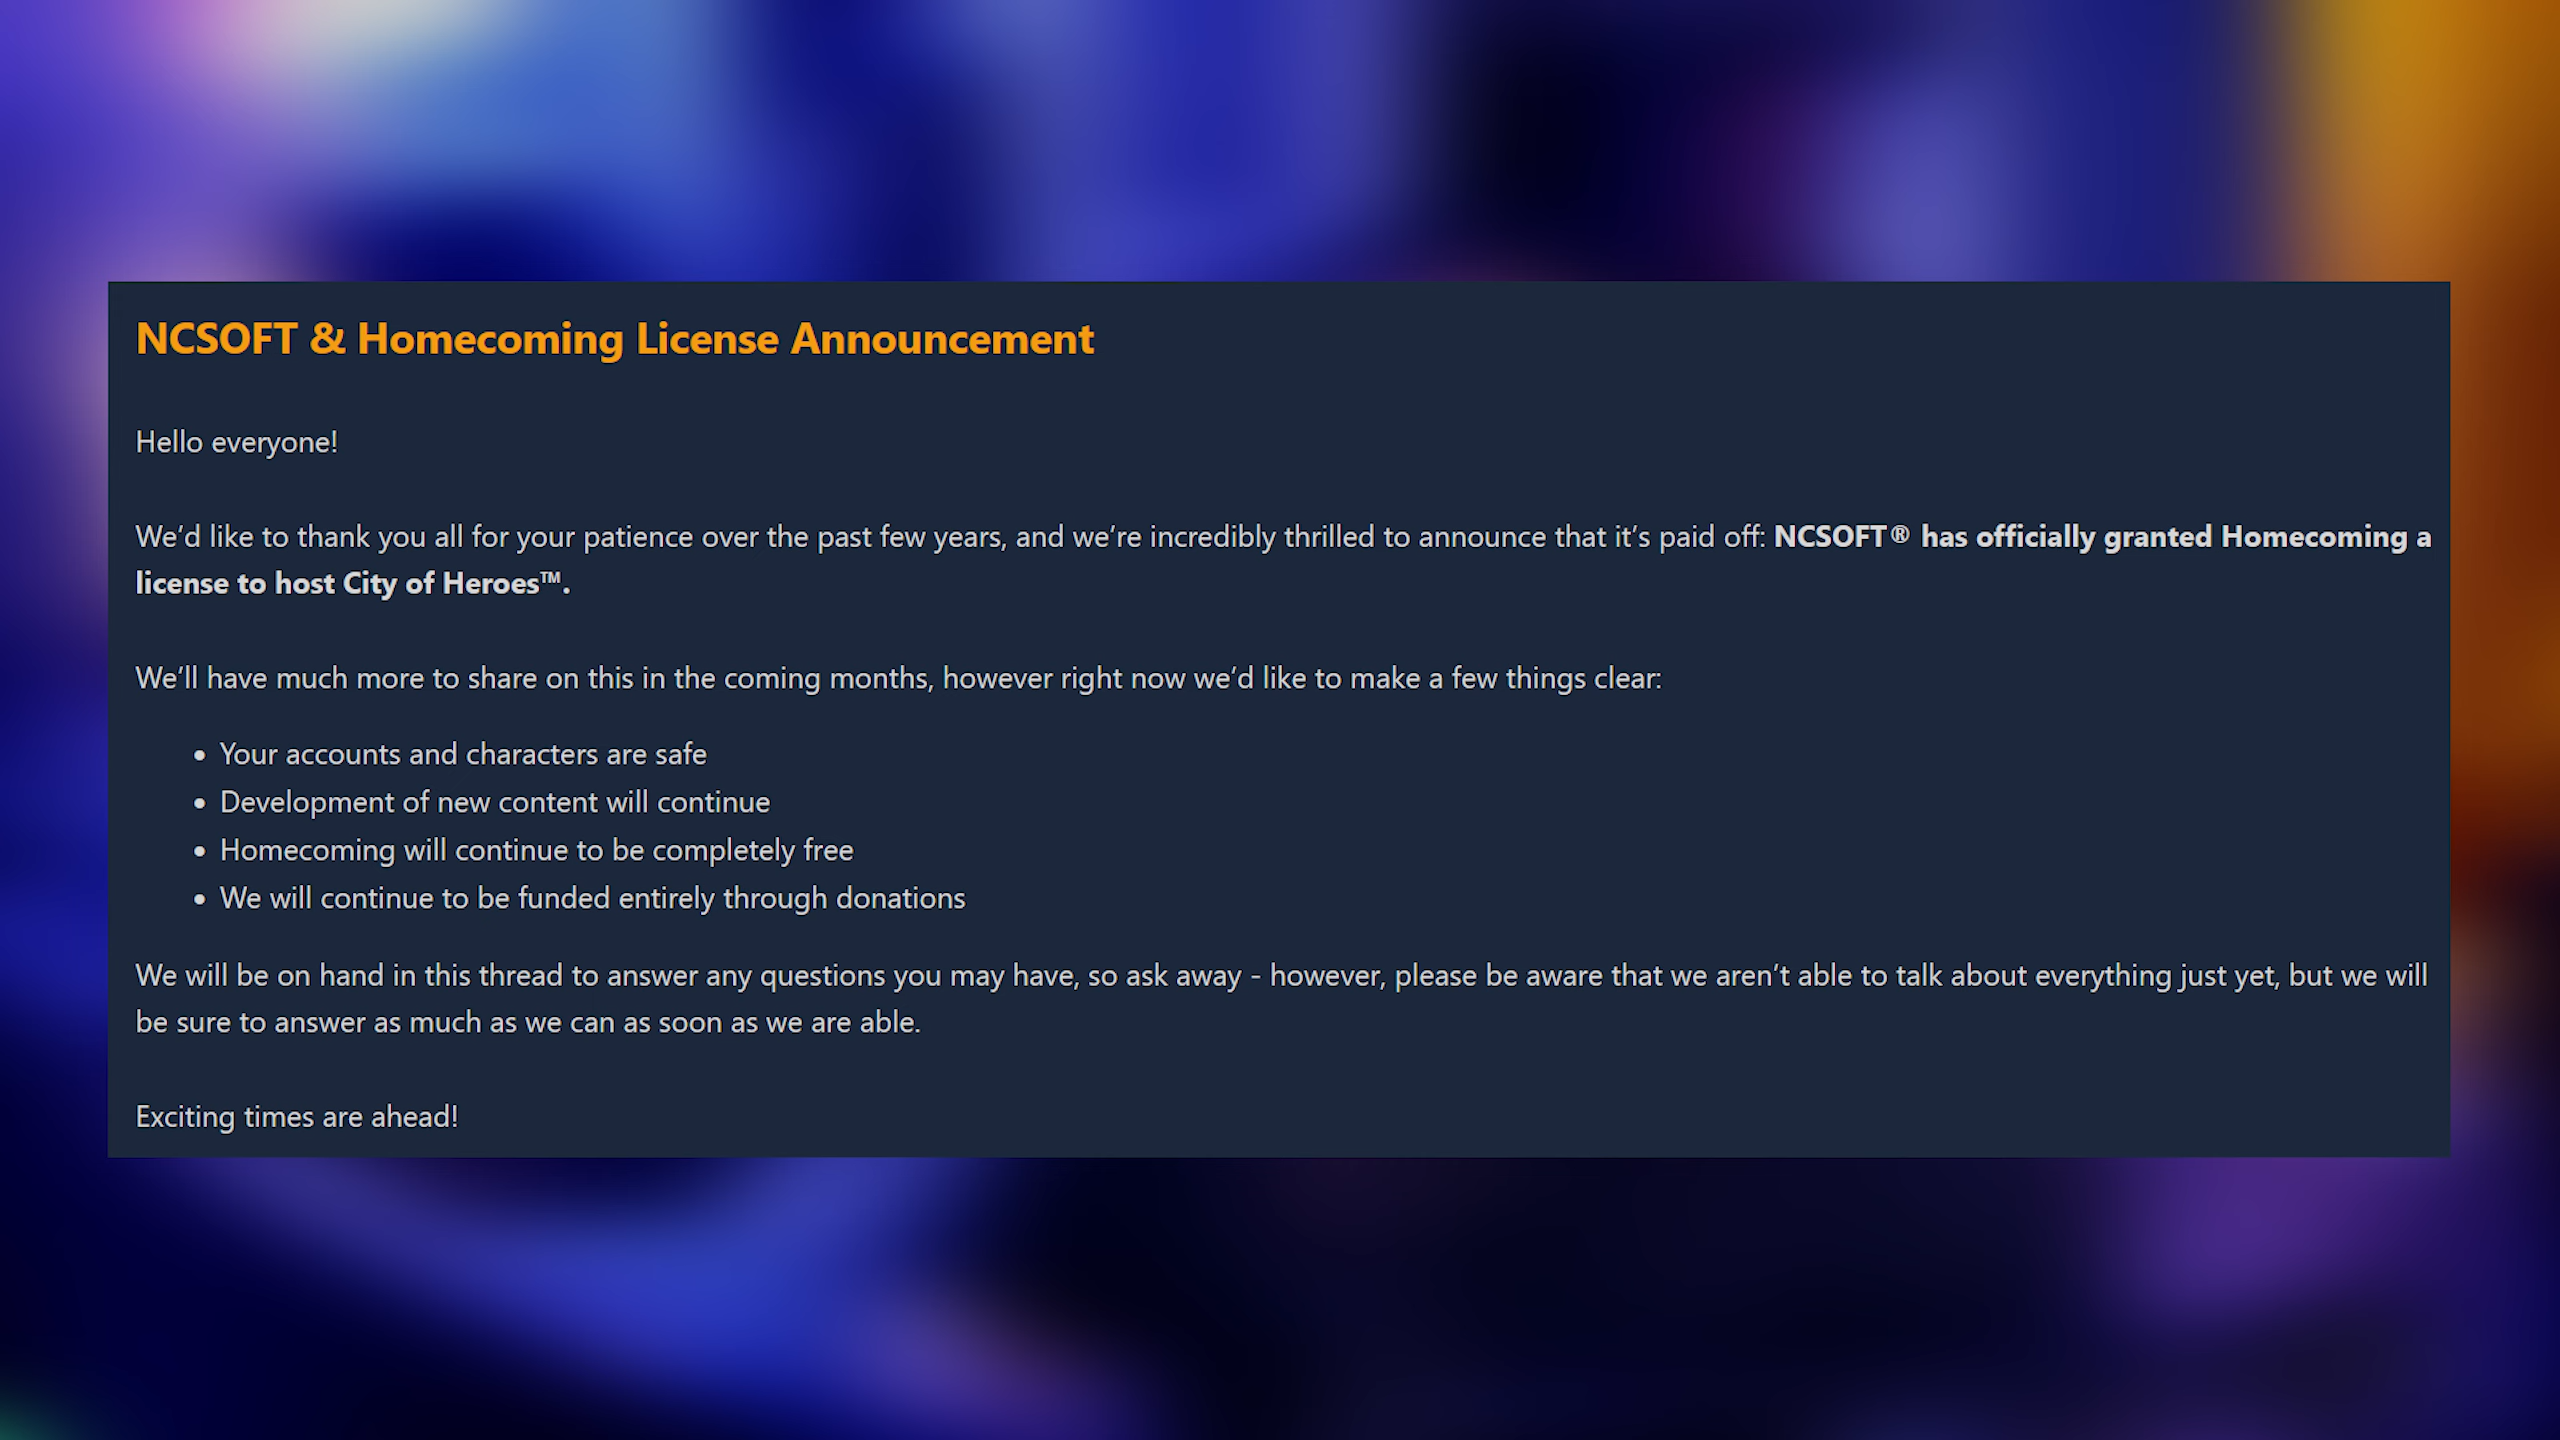 NCSOFT & Homecoming License Announcement
Hello everyone!
We’d like to thank you all for your patience over the past few years, and we’re incredibly thrilled to announce that it’s paid off: NCSOFT® has officially granted Homecoming a
license to host City of Heroes™.
We’ll have much more to share on this in the coming months, however right now we’d like to make a few things clear:
• Your accounts and characters are safe
• Development of new content will continue
• Homecoming will continue to be completely free
• We will continue to be funded entirely through donations
We will be on hand in this thread to answer any questions you may have, so ask away - however, please be aware that we aren’t able to talk about everything just yet, but we will
be sure to answer as much as we can as soon as we are able.
Exciting times are ahead!